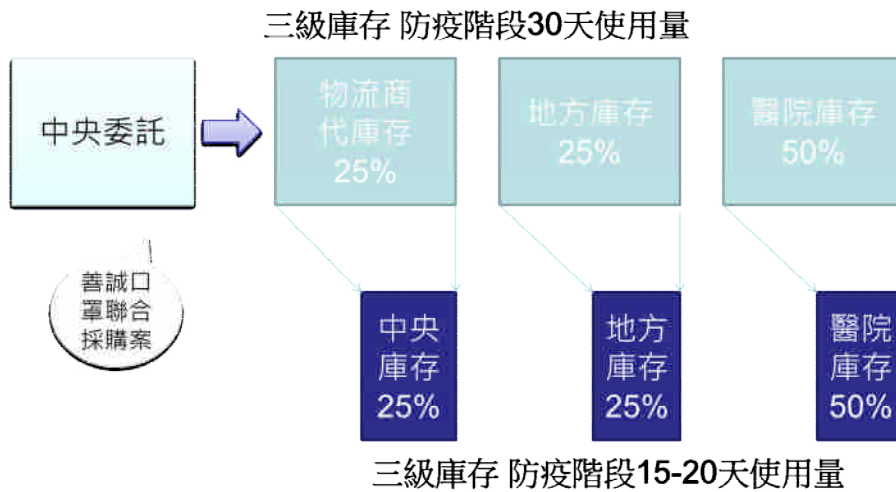 三級庫存 防疫階段30天使用量
中央委託
物流商
代庫存
25%
地方庫存
25%
醫院庫存
50%
善誠口
罩聯合
採購案
中央
庫存
25%
地方
庫存
25%
醫院
庫存
50%
三級庫存 防疫階段15-20天使用量